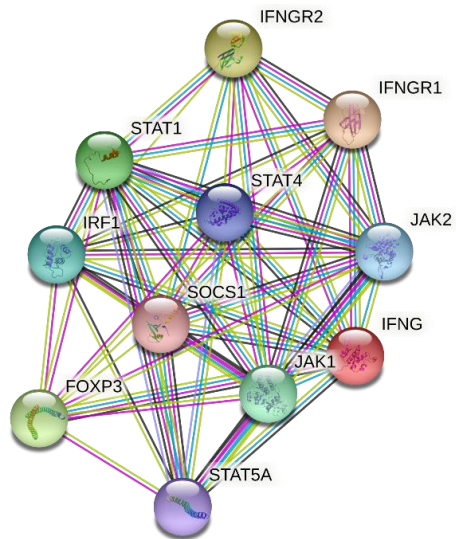 IFNGR2
IFNGR1
STAT1
STAT4
IRF1
JAK2
SOCS1
IFNG
JAK1
FOXP3
STAT5A